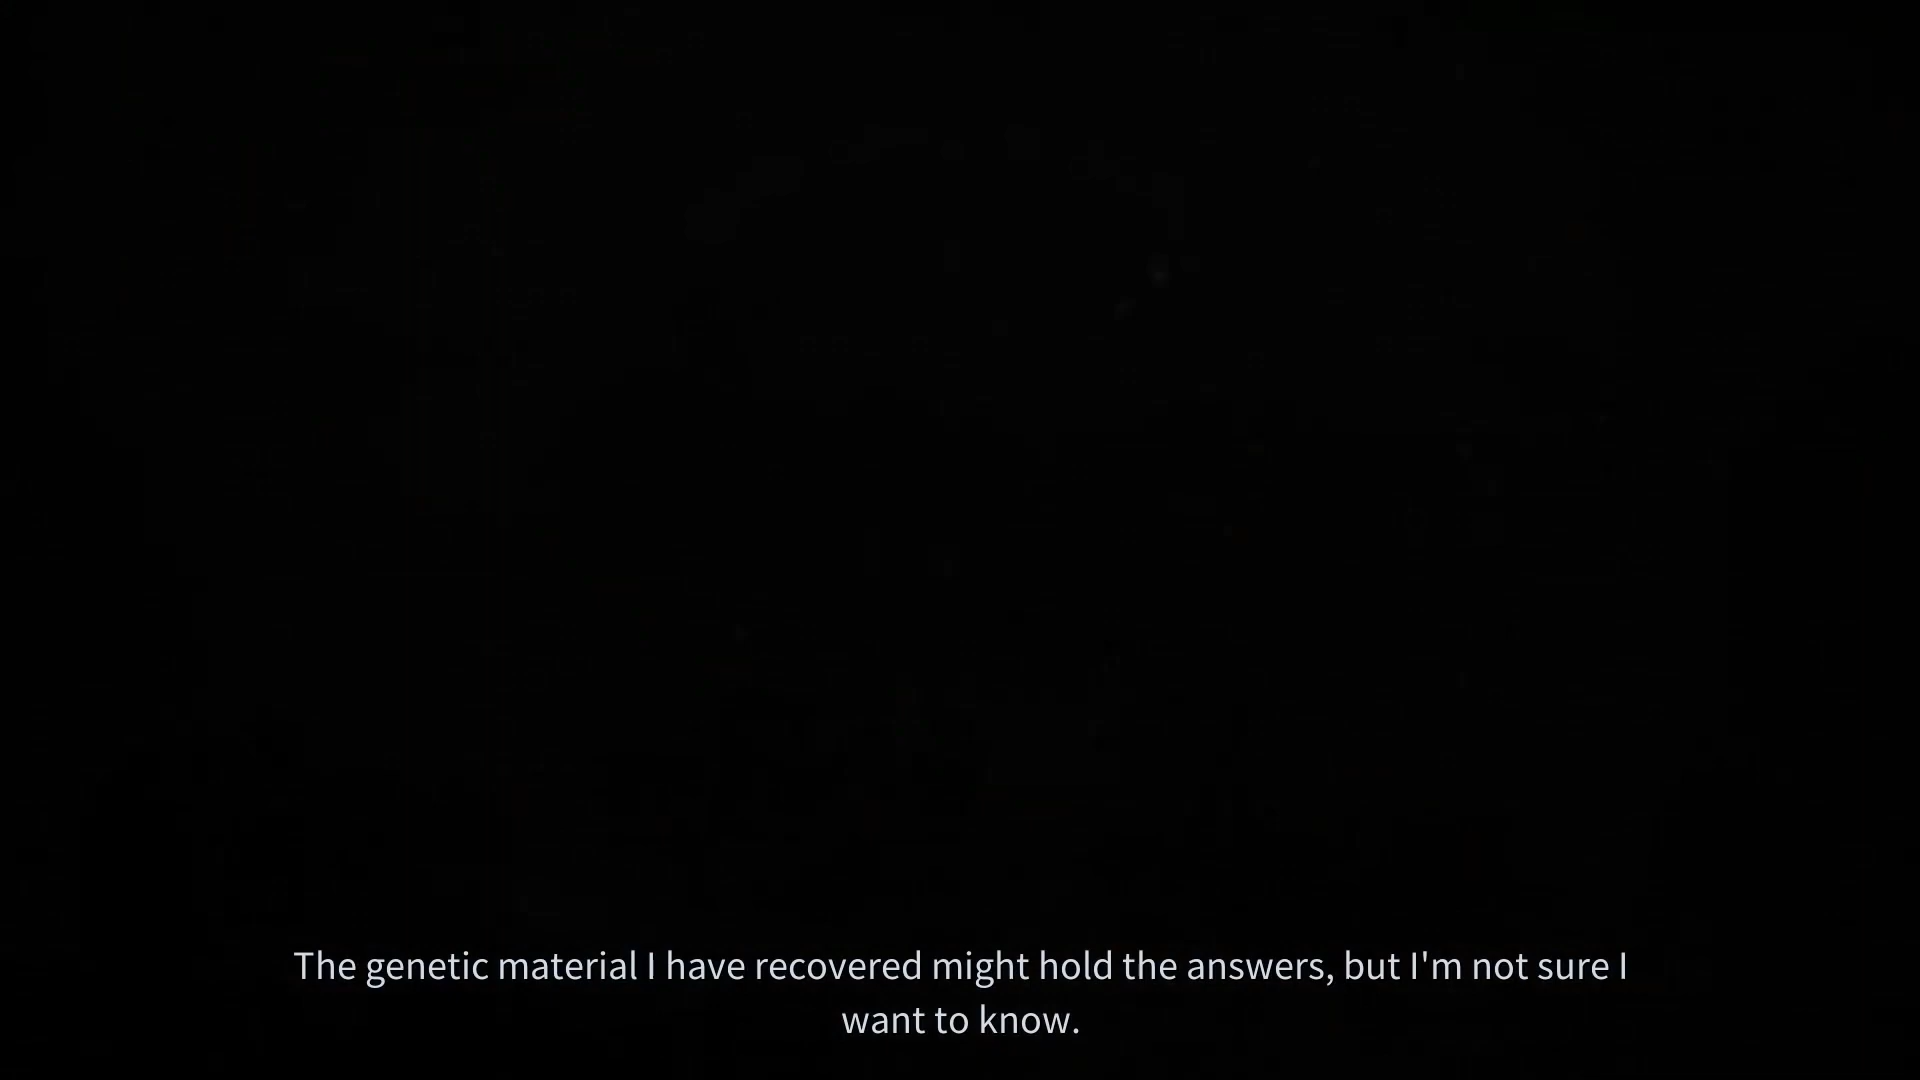 The genetic material I have recovered might hold the answers, but I'm not sure I
want to know.